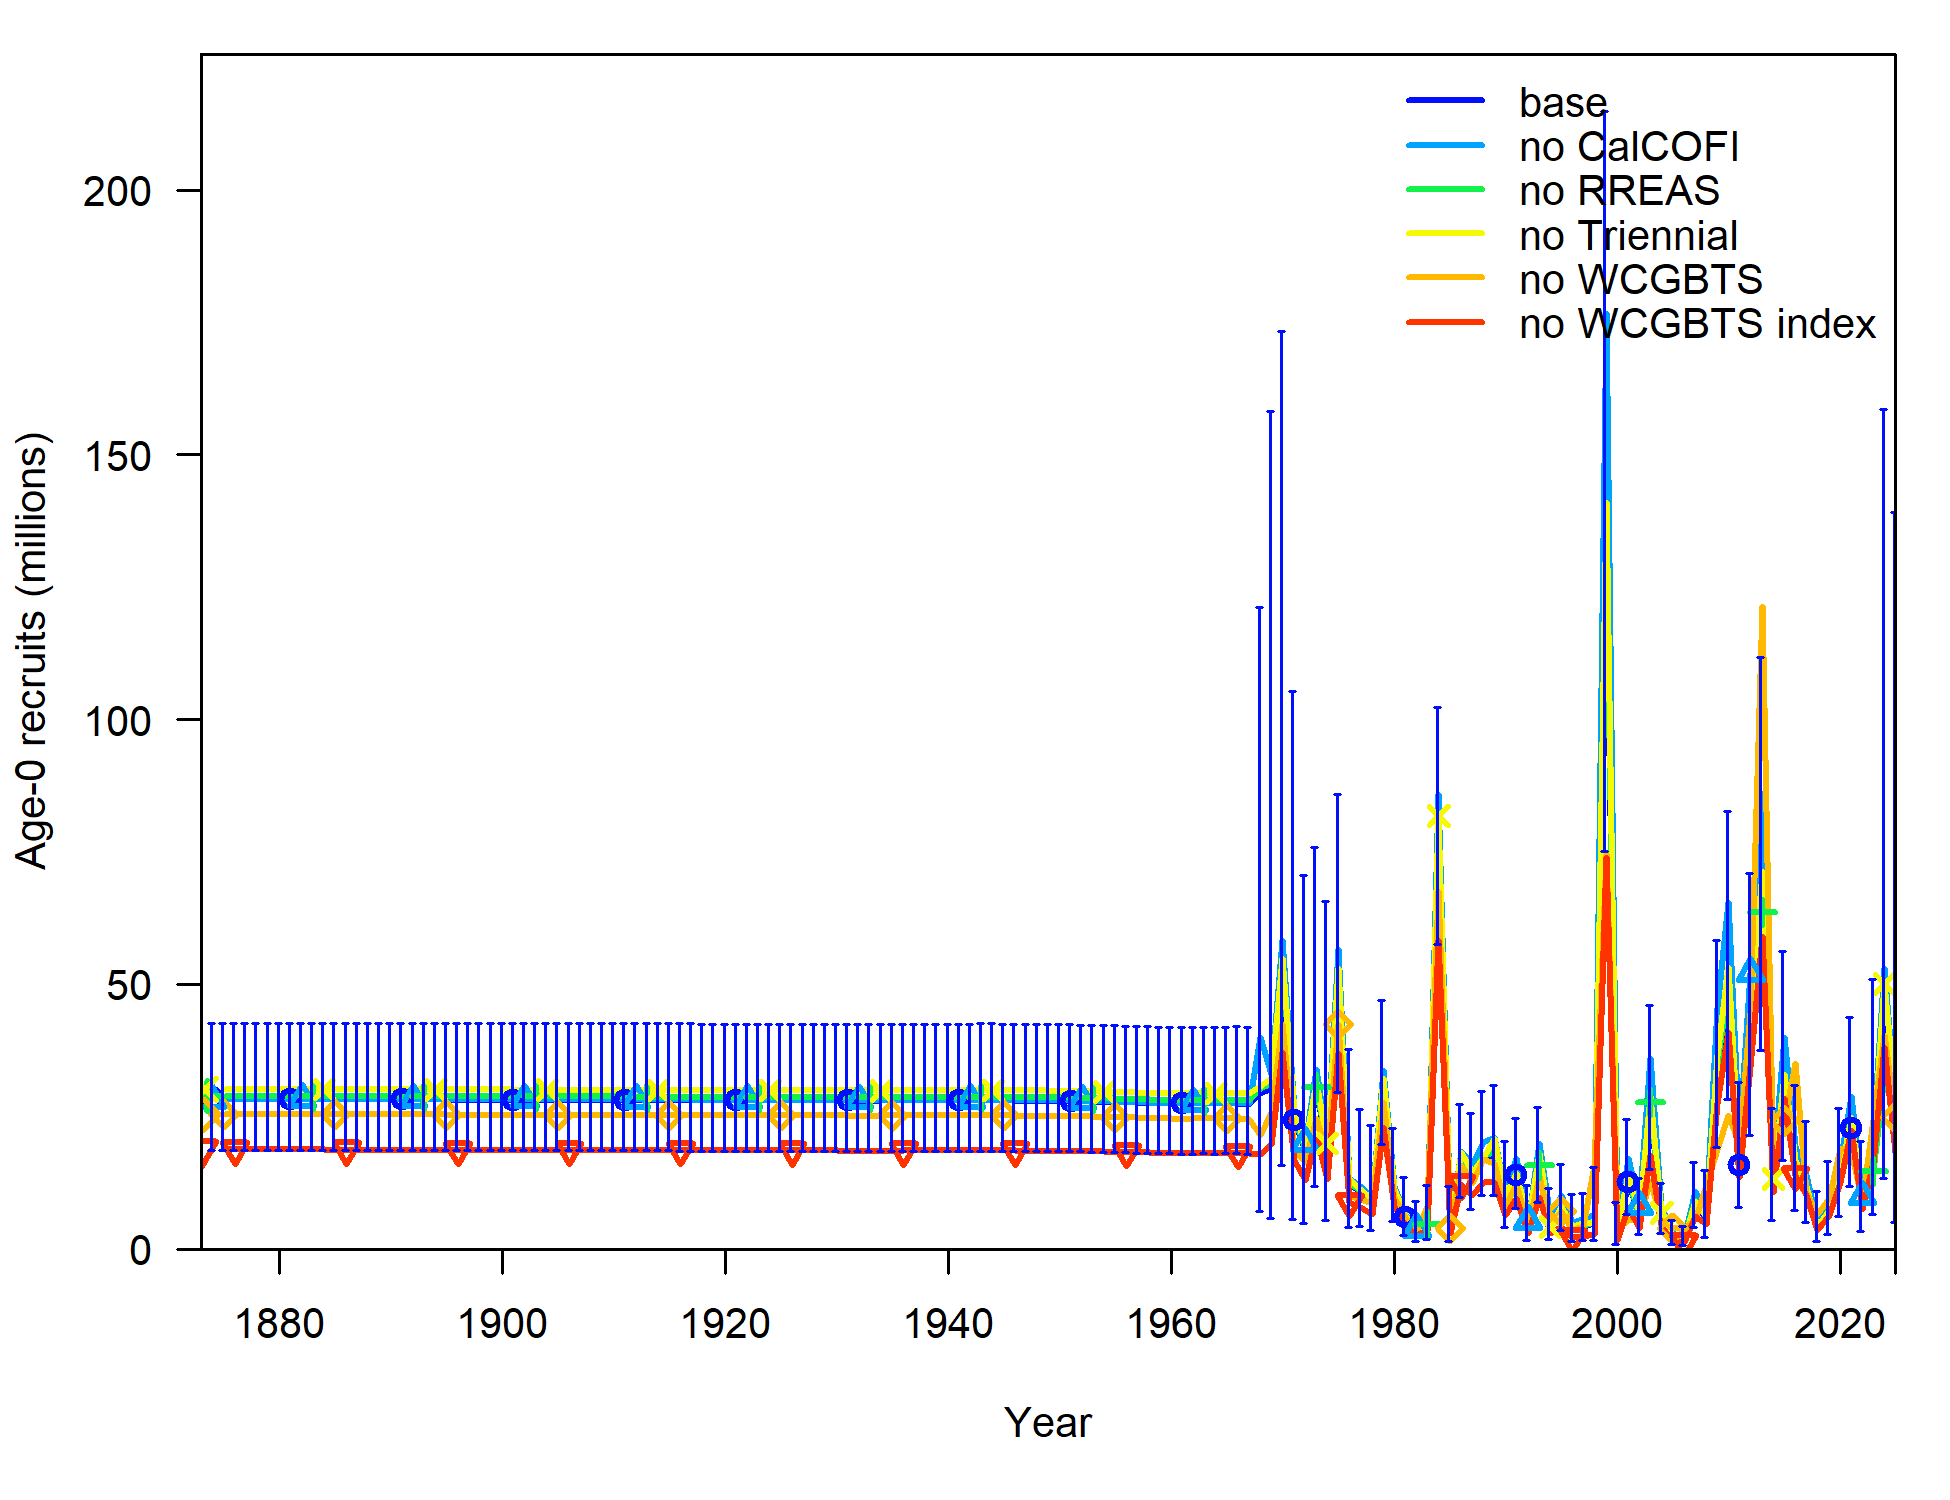 base
no CalCOFI
no RREAS
no Triennial
no WCGBTS
no WCGBTS index
200
150
100
50
0
Age-0 recruits (millions)
1880 1900 1920 1940 1960 1980 2000 2020
Year